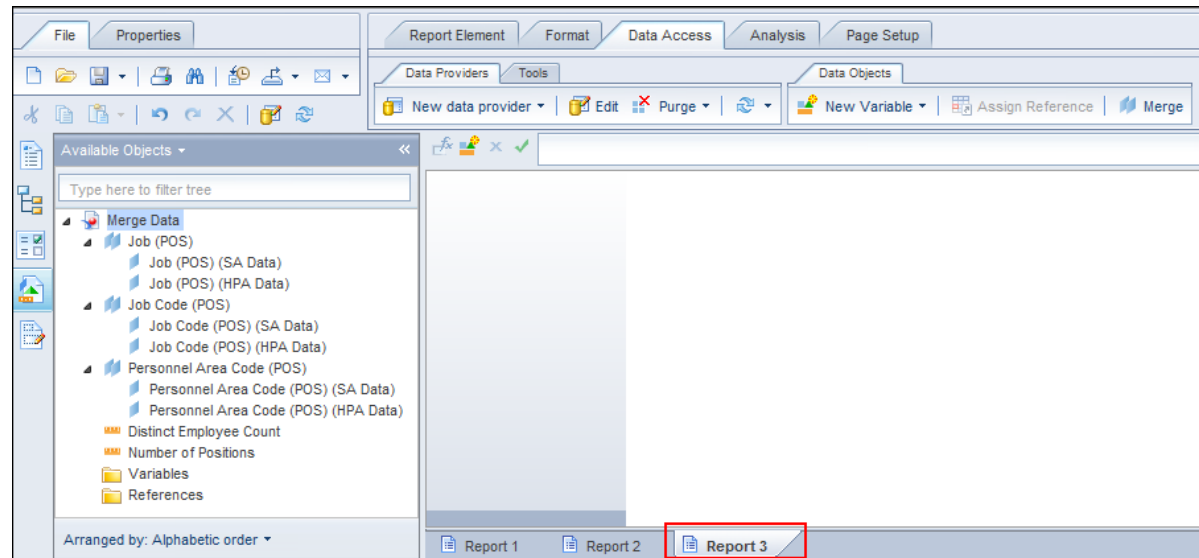 File Properties Report Element Format Data Access Analysis Page Setup
Data Providers Tools Data Objects
New data provider Edit Purge New Variable Assign Reference Merge
Available Objects
Type here to filter tree
Merge Data
Job (POS)
Job (POS) (SA Data)
Job (POS) (HPA Data)
Job Code (POS)
Job Code (POS) (SA Data)
Job Code (POS) (HPA Data)
Personnel Area Code (POS)
Personnel Area Code (POS) (SA Data)
Personnel Area Code (POS) (HPA Data)
Distinct Employee Count
Number of Positions
Variables
References
Arranged by: Alphabetic order
Report 1 Report 2 Report 3